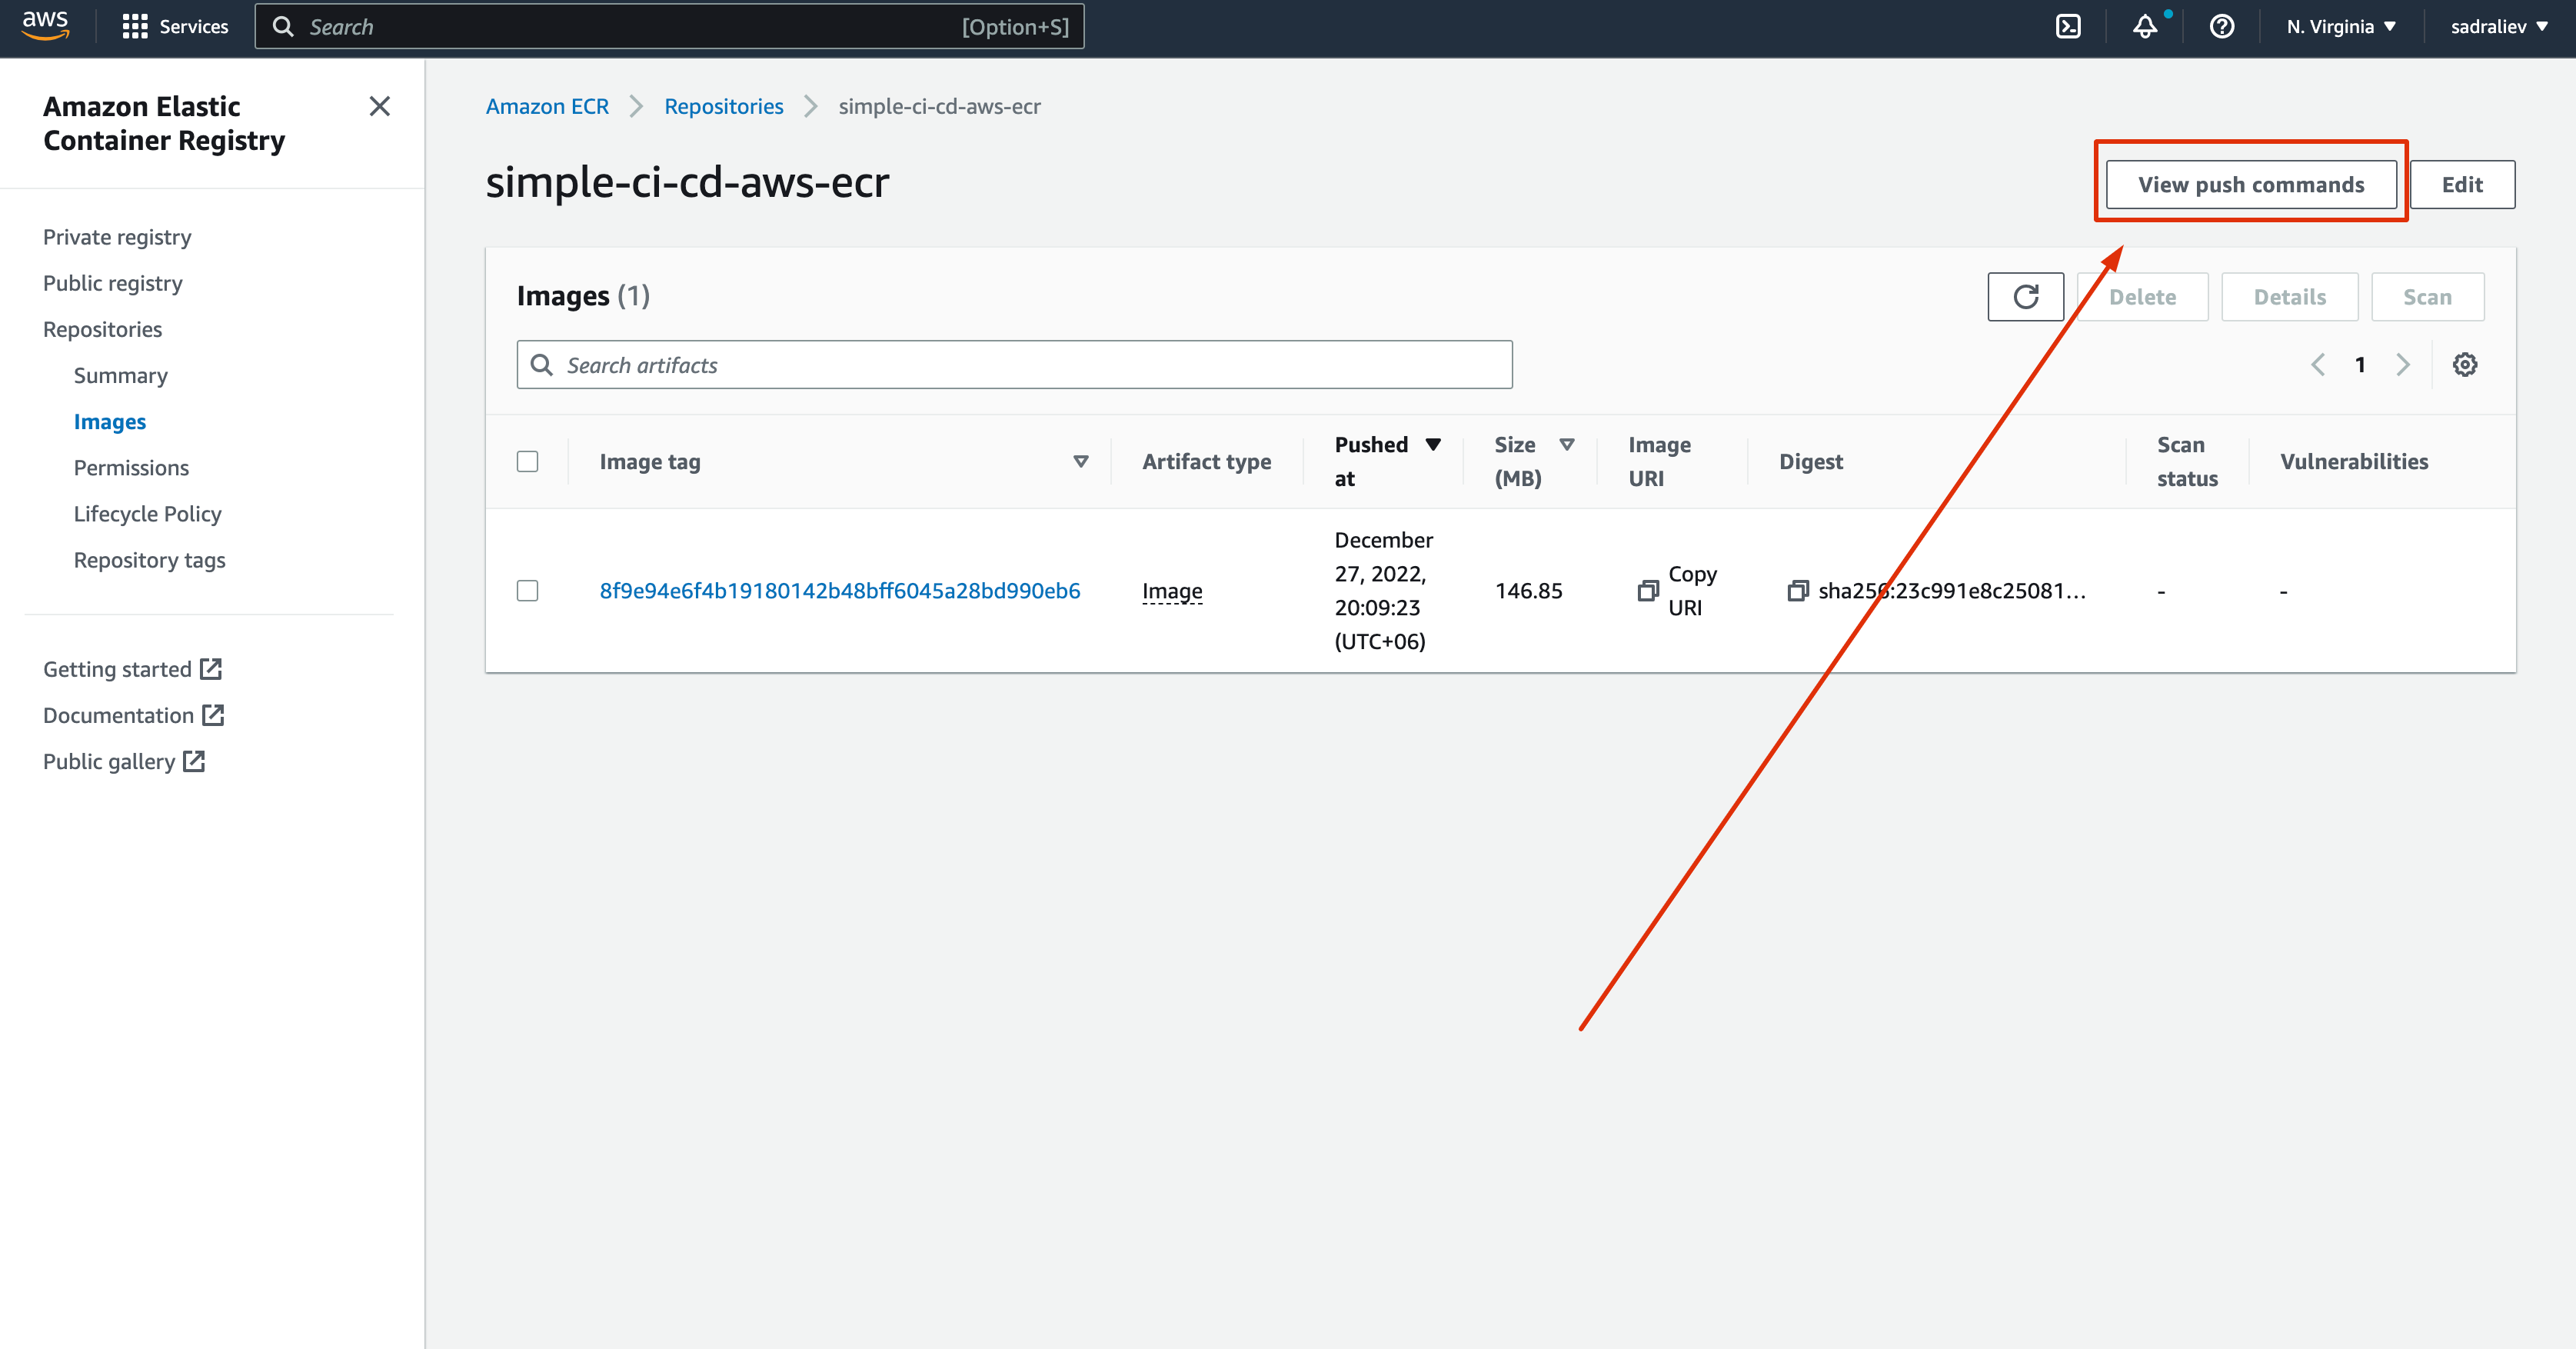 aws
Services
Search
[Option+S]
N. Virginia
sadraliev
Amazon Elastic
Container Registry
Private registry
Public registry
Repositories
Summary
Images
Permissions
Lifecycle Policy
Repository tags
Getting started
Documentation
Public gallery
Amazon ECR
Repositories
simple-ci-cd-aws-ecr
simple-ci-cd-aws-ecr
View push commands
Edit
Images (1)
Delete
Details
Scan
Search artifacts
1
Image tag
Artifact type
Pushed
at
Size
(MB)
Image
URI
Digest
Scan
status
Vulnerabilities
8f9e94e6f4b19180142b48bff6045a28bd990eb6
Image
December
27, 2022,
20:09:23
(UTC+06)
146.85
Copy
URI
sha256:23c991e8c25081...
-
-